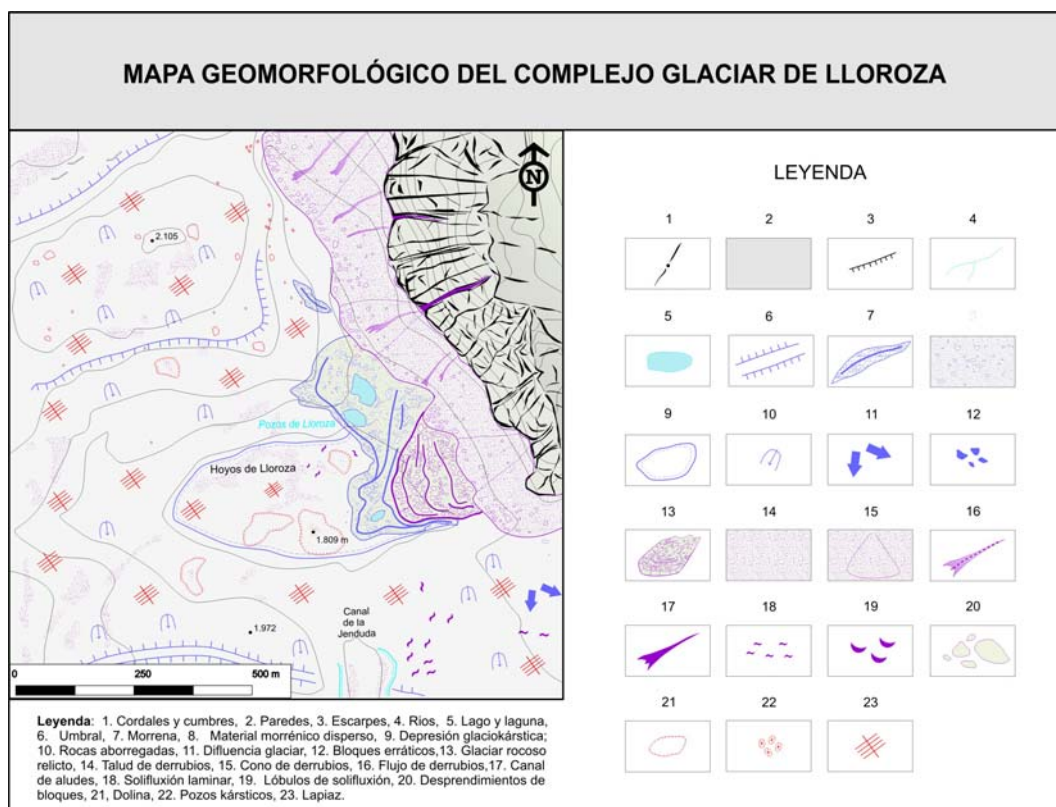 MAPA GEOMORFOLÓGICO DEL COMPLEJO GLACIAR DE LLOROZA
N
2.105
Pozos de Lloroza
Hoyos de Lloroza
1.809 m
Canal
de la
Jenduda
1.972
0 250 500 m
LEYENDA
1 2 3 4
5 6 7 8
9 10 11 12
13 14 15 16
17 18 19 20
21 22 23
Leyenda: 1. Cordales y cumbres, 2. Paredes, 3. Escarpes, 4. Rios, 5. Lago y laguna,
6. Umbral, 7. Morrena, 8. Material morrénico disperso, 9. Depresión glaciokárstica;
10. Rocas aborregadas, 11. Difluencia glaciar, 12. Bloques erráticos,13. Glaciar rocoso
relicto, 14. Talud de derrubios, 15. Cono de derrubios, 16. Flujo de derrubios,17. Canal
de aludes, 18. Solifluxión laminar, 19. Lóbulos de solifluxión, 20. Desprendimientos de
bloques, 21, Dolina, 22. Pozos kársticos, 23. Lapiaz.